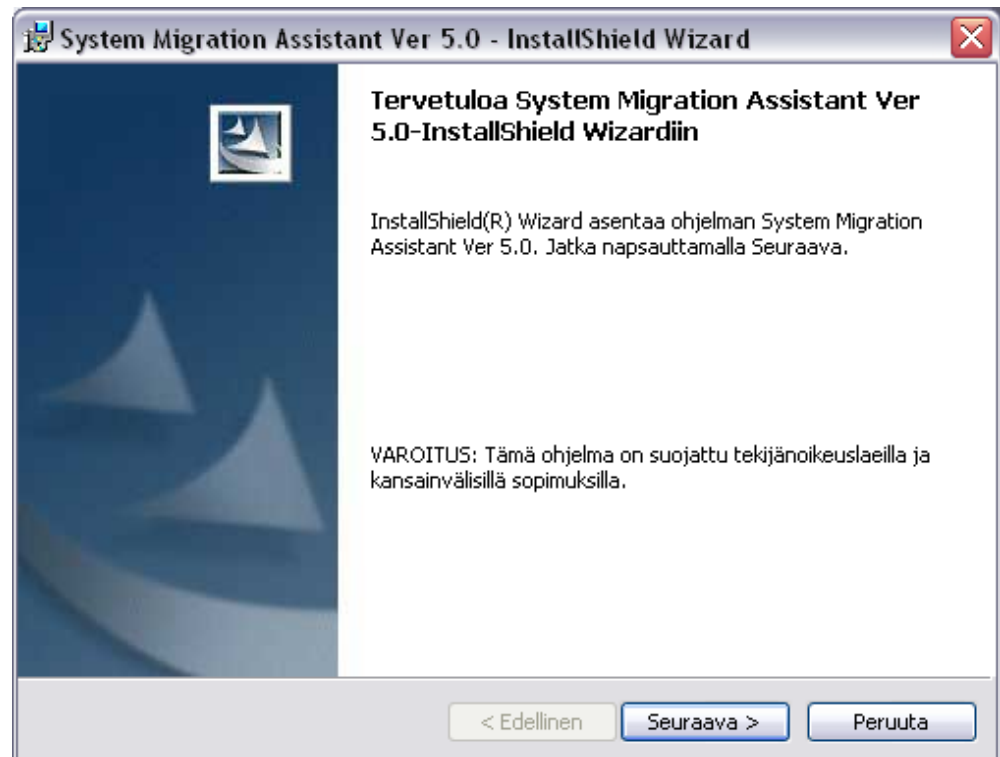 System Migration Assistant Ver 5.0 - InstallShield Wizard
Tervetuloa System Migration Assistant Ver
5.0-InstallShield Wizardiin
InstallShield(R) Wizard asentaa ohjelman System Migration
Assistant Ver 5.0. Jatka napsauttamalla Seuraava.
VAROITUS: Tämä ohjelma on suojattu tekijänoikeuslaeilla ja
kansainvälisillä sopimuksilla.
< Edellinen
Seuraava >
Peruuta